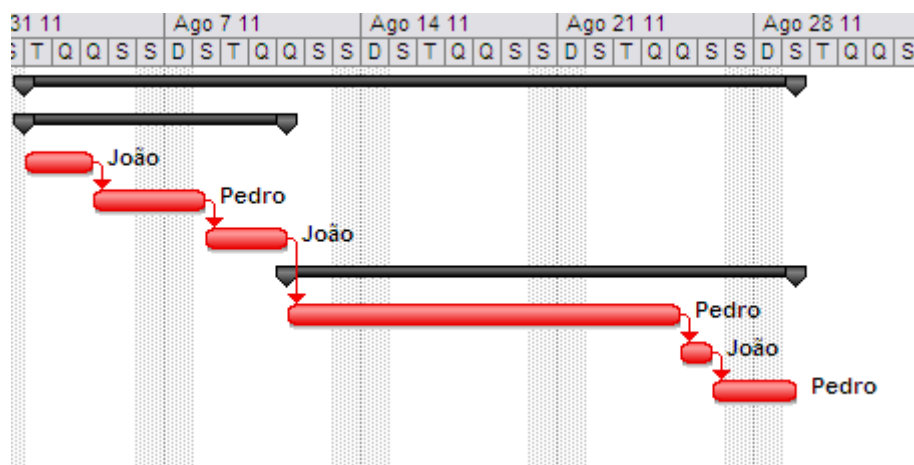 31 11 Ago 7 11 Ago 14 11 Ago 21 11 Ago 28 11
S T Q Q S S D S T Q Q S S D S T Q Q S S D S T Q Q S S D S T Q Q S
João
Pedro
João
Pedro
João
Pedro